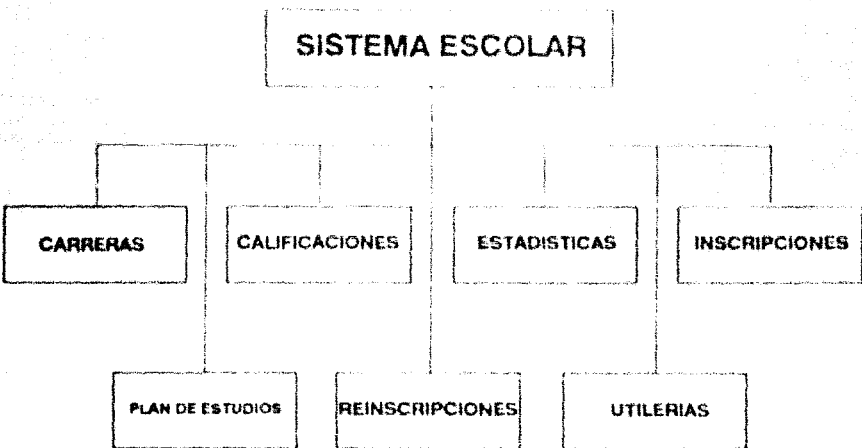 SISTEMA ESCOLAR
CARRERAS
CALIFICACIONES
ESTADISTICAS
INSCRIPCIONES
PLAN DE ESTUDIOS
REINSCRIPCIONES
UTILERIAS